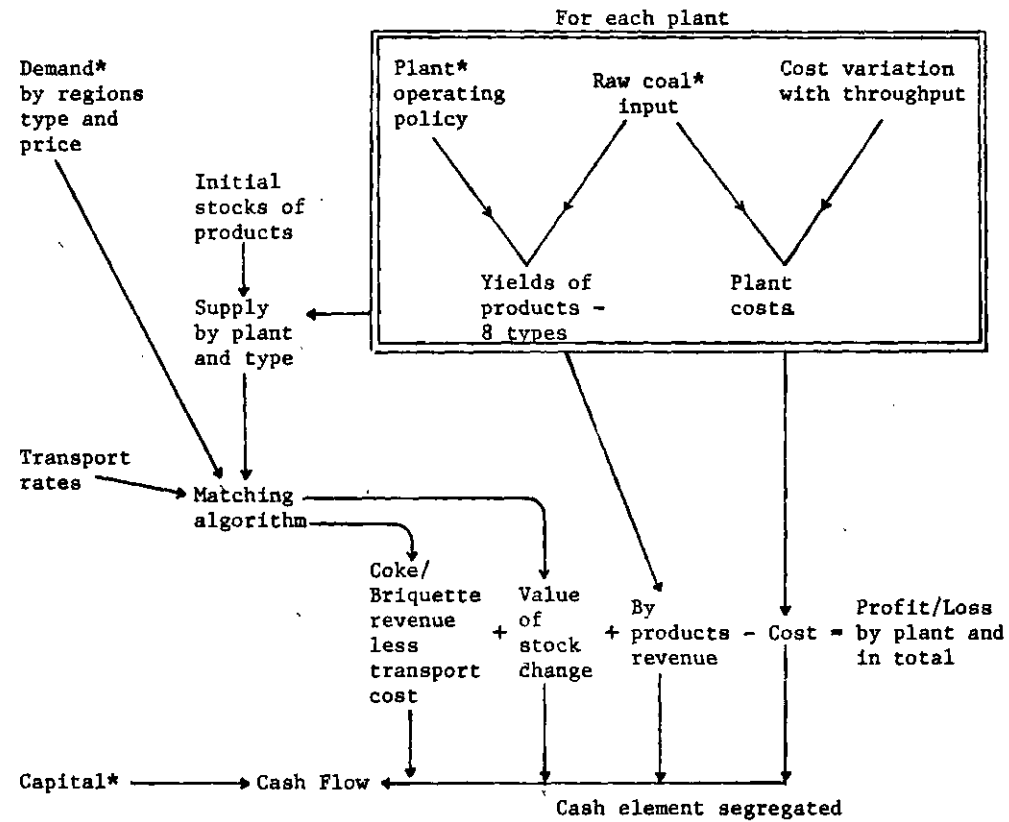 For each plant
Demand*
by regions
type and
price
Plant*
operating
policy
Raw coal*
input
Cost variation
with throughput
Initial
stocks of
products
Yields of
products -
8 types
Plant
costs
Supply
by plant
and type
Transport
rates
Matching
algorithm
Coke/
Briquette
revenue
less
transport
cost
+
Value
of
stock
change
+
By
products
revenue
- Cost =
Profit/Loss
by plant and
in total
Capital*
Cash Flow
Cash element segregated